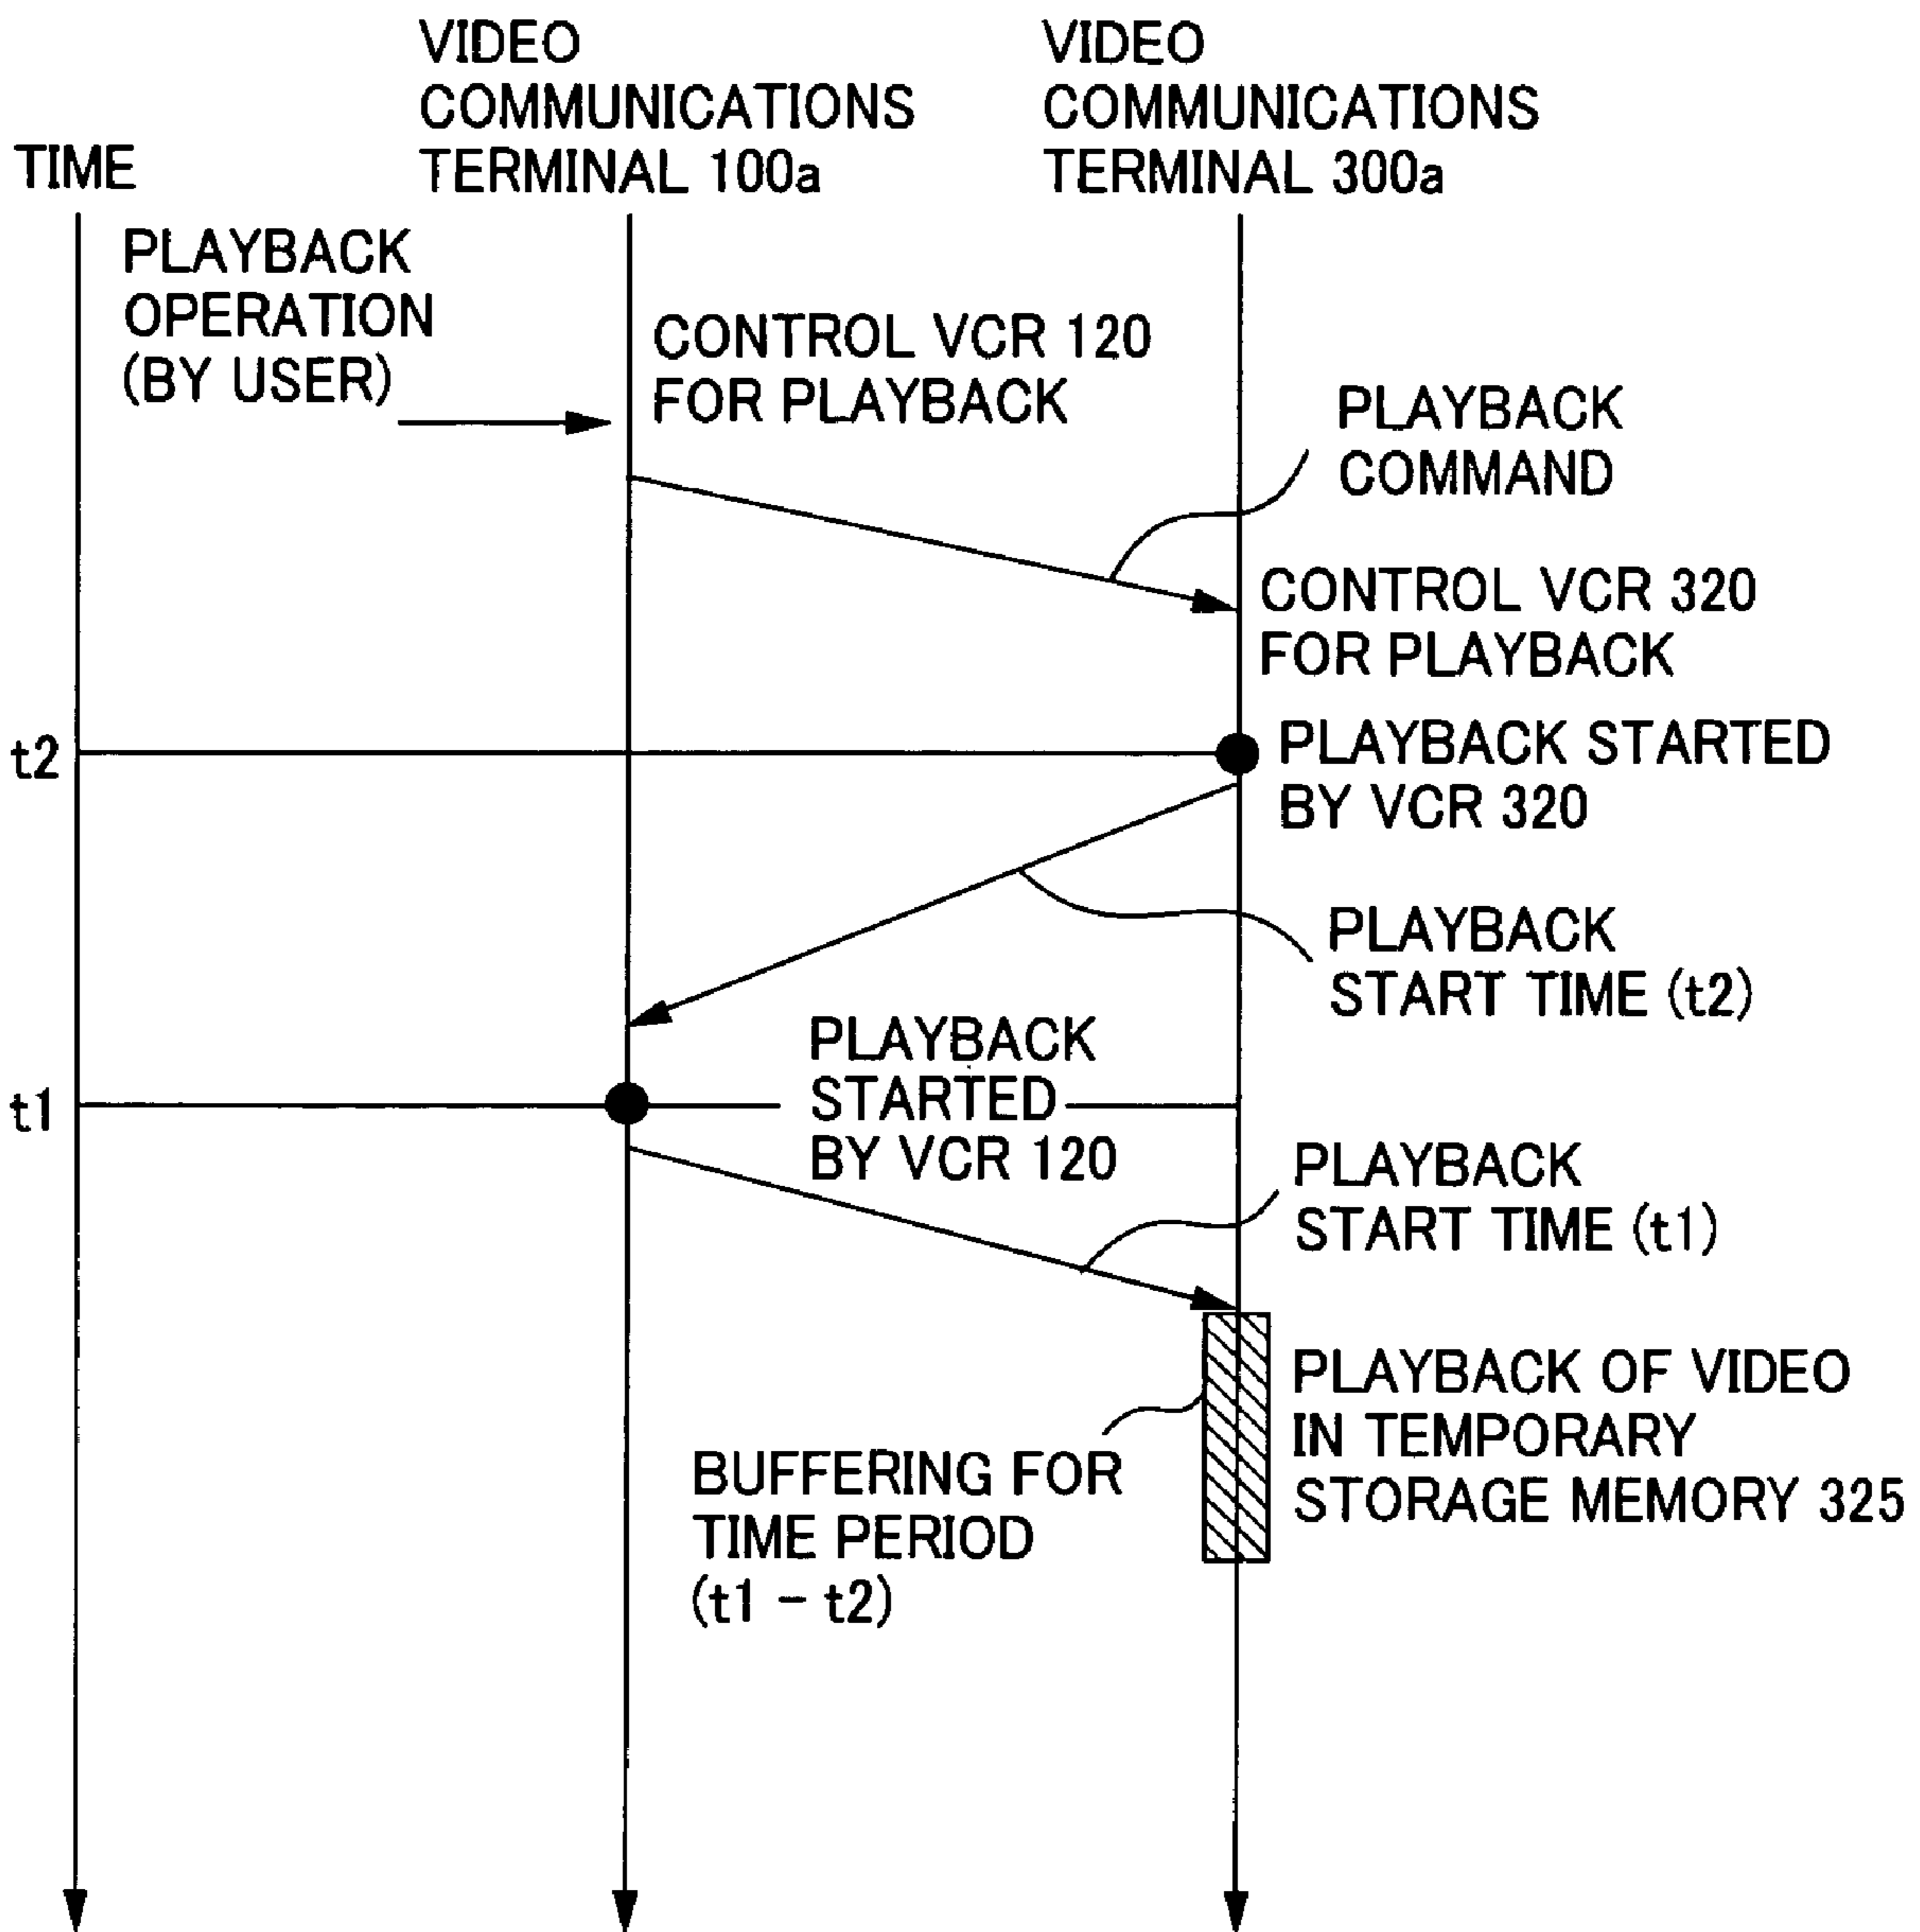 VIDEO
COMMUNICATIONS
TERMINAL 100a
VIDEO
COMMUNICATIONS
TERMINAL 300a
TIME
PLAYBACK
OPERATION
(BY USER)
CONTROL VCR 120
FOR PLAYBACK
PLAYBACK
COMMAND
CONTROL VCR 320
FOR PLAYBACK
t2
PLAYBACK STARTED
BY VCR 320
PLAYBACK
START TIME (t2)
t1
PLAYBACK
STARTED
BY VCR 120
PLAYBACK
START TIME (t1)
PLAYBACK OF VIDEO
IN TEMPORARY
STORAGE MEMORY 325
BUFFERING FOR
TIME PERIOD
(t1 − t2)